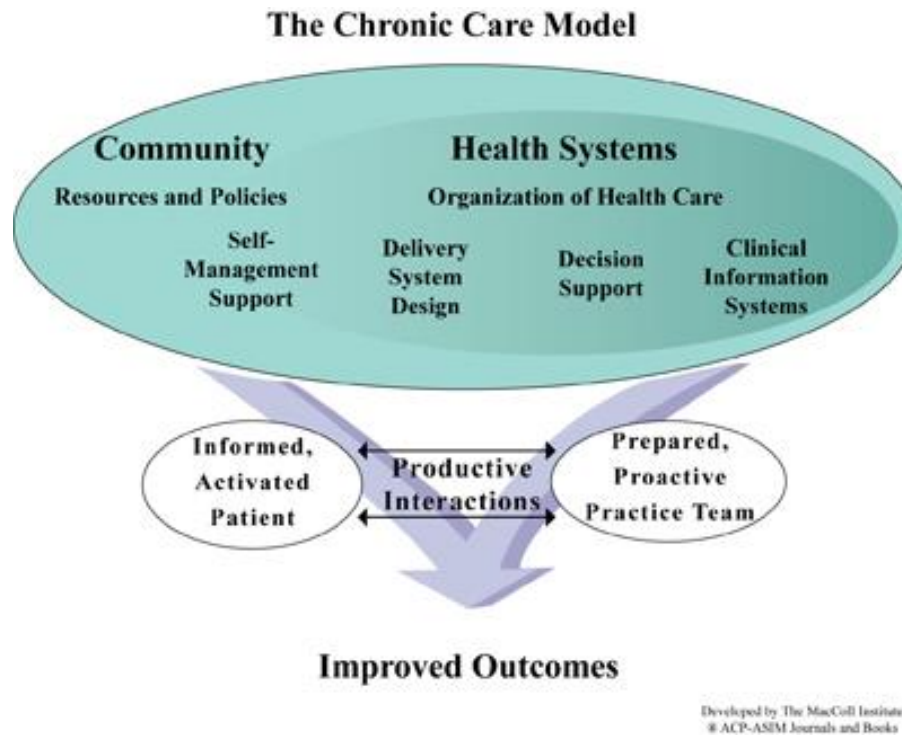 The Chronic Care Model
Community
Resources and Policies
Health Systems
Organization of Health Care
Self-
Management
Support
Delivery
System
Design
Decision
Support
Clinical
Information
Systems
Informed,
Activated
Patient
Productive
Interactions
Prepared,
Proactive
Practice Team
Improved Outcomes
Developed by The MacColl Institute
® ACP-ASIM Journals and Books